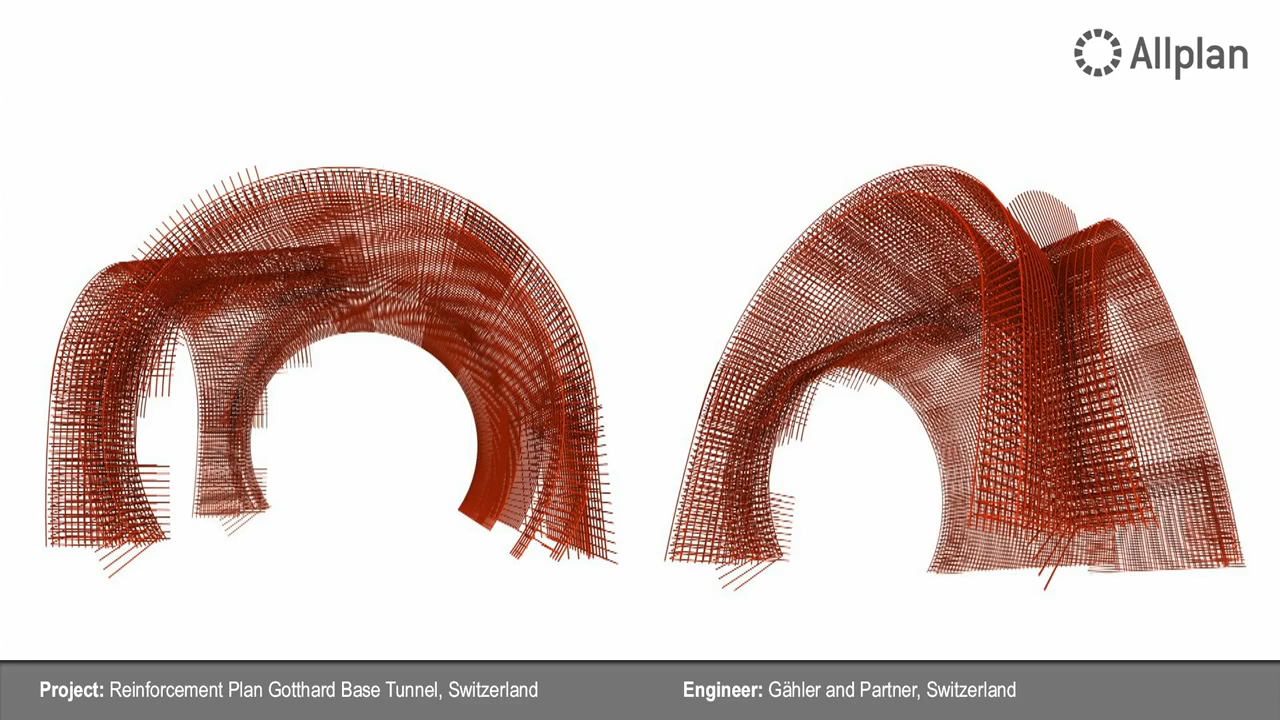 Allplan
Project: Reinforcement Plan Gotthard Base Tunnel, Switzerland
Engineer: Gähler and Partner, Switzerland